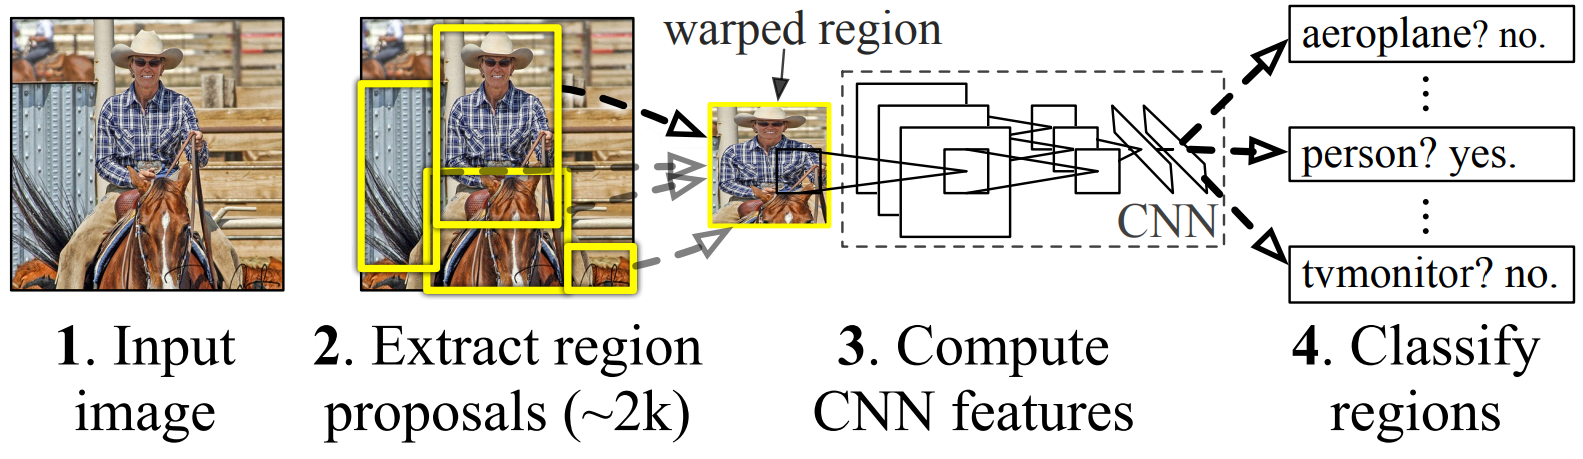 warped region
aeroplane? no.
person? yes.
CNN
tvmonitor? no.
1. Input
image
2. Extract region
proposals (~2k)
3. Compute
CNN features
4. Classify
regions